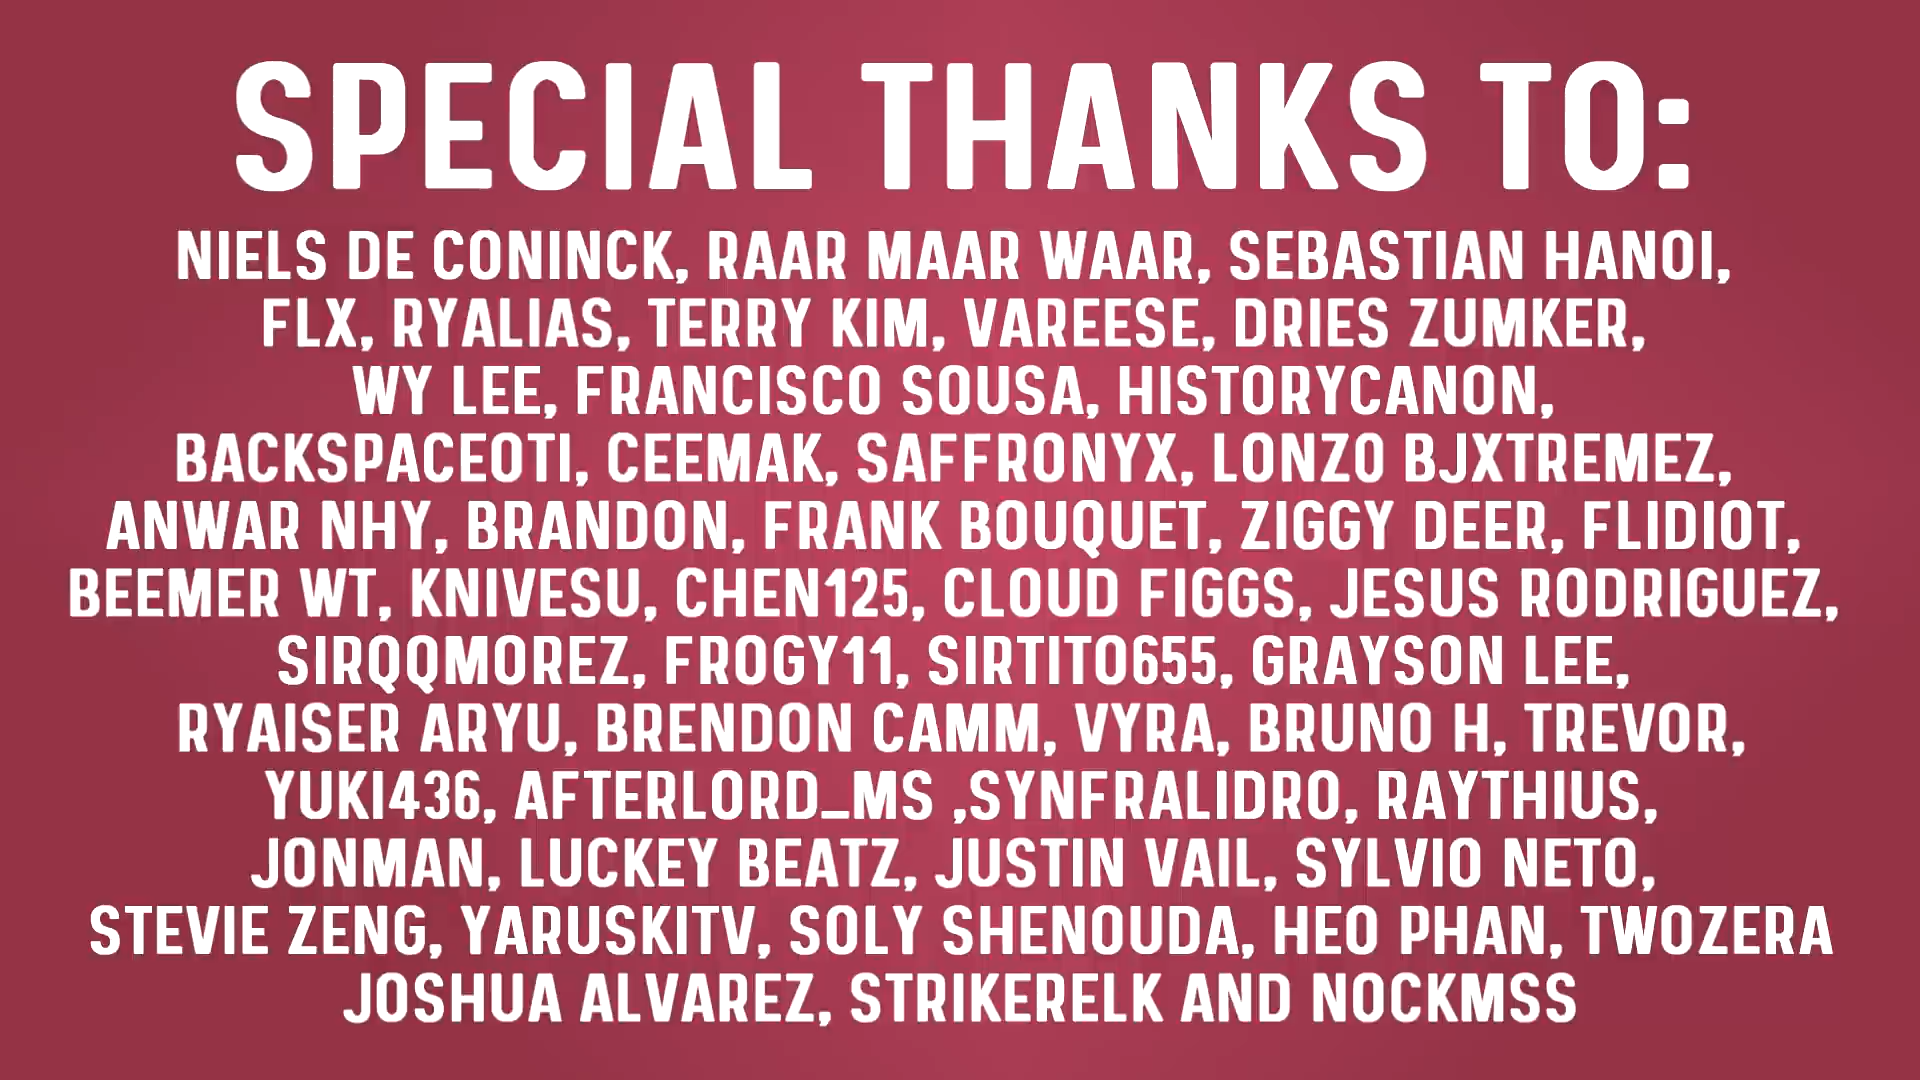 SPECIAL THANKS TO:
NIELS DE CONINCK, RAAR MAAR WAAR, SEBASTIAN HANOI,
FLX, RYALIAS, TERRY KIM, VAREESE, DRIES ZUMKER,
WY LEE, FRANCISCO SOUSA, HISTORYCANON,
BACKSPACEOTI, CEEMAK, SAFFRONYX, LONZO BJXTREMEZ,
ANWAR NHY, BRANDON, FRANK BOUQUET, ZIGGY DEER, FLIDIOT,
BEEMER WT, KNIVESU, CHEN125, CLOUD FIGGS, JESUS RODRIGUEZ,
SIRQQMOREZ, FROGY11, SIRTITO655, GRAYSON LEE,
RYAISER ARYU, BRENDON CAMM, VYRA, BRUNO H, TREVOR,
YUKI436, AFTERLORD_MS ,SYNFRALIDRO, RAYTHIUS,
JONMAN, LUCKEY BEATZ, JUSTIN VAIL, SYLVIO NETO,
STEVIE ZENG, YARUSKITV, SOLY SHENOUDA, HEO PHAN, TWOZERA
JOSHUA ALVAREZ, STRIKERELK AND NOCKMSS